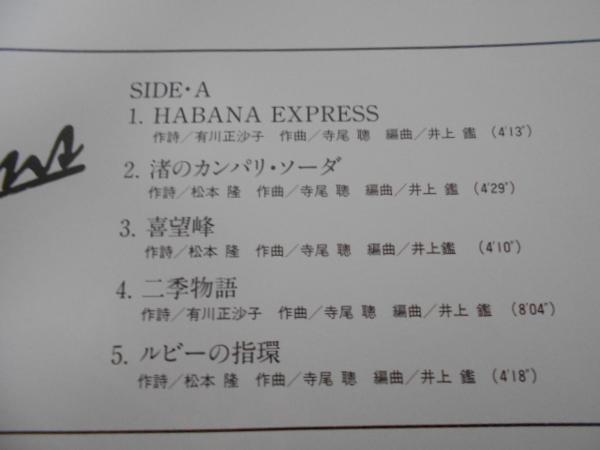 SIDE・A
1. HABANA EXPRESS
作詩／有川正沙子 作曲／寺尾 聰 編曲／井上 鑑 (4'13")
2. 渚のカンパリ・ソーダ
作詩／松本 隆 作曲／寺尾 聰 編曲／井上 鑑 (4'29")
3. 喜望峰
作詩／松本 隆 作曲／寺尾 聰 編曲／井上鑑 (4'10")
4. 二季物語
作詩／有川正沙子 作曲／寺尾 聰 編曲／井上 鑑 (8'04")
5. ルビーの指環
作詩／松本 隆 作曲／寺尾 聰 編曲／井上 鑑 (4'18")